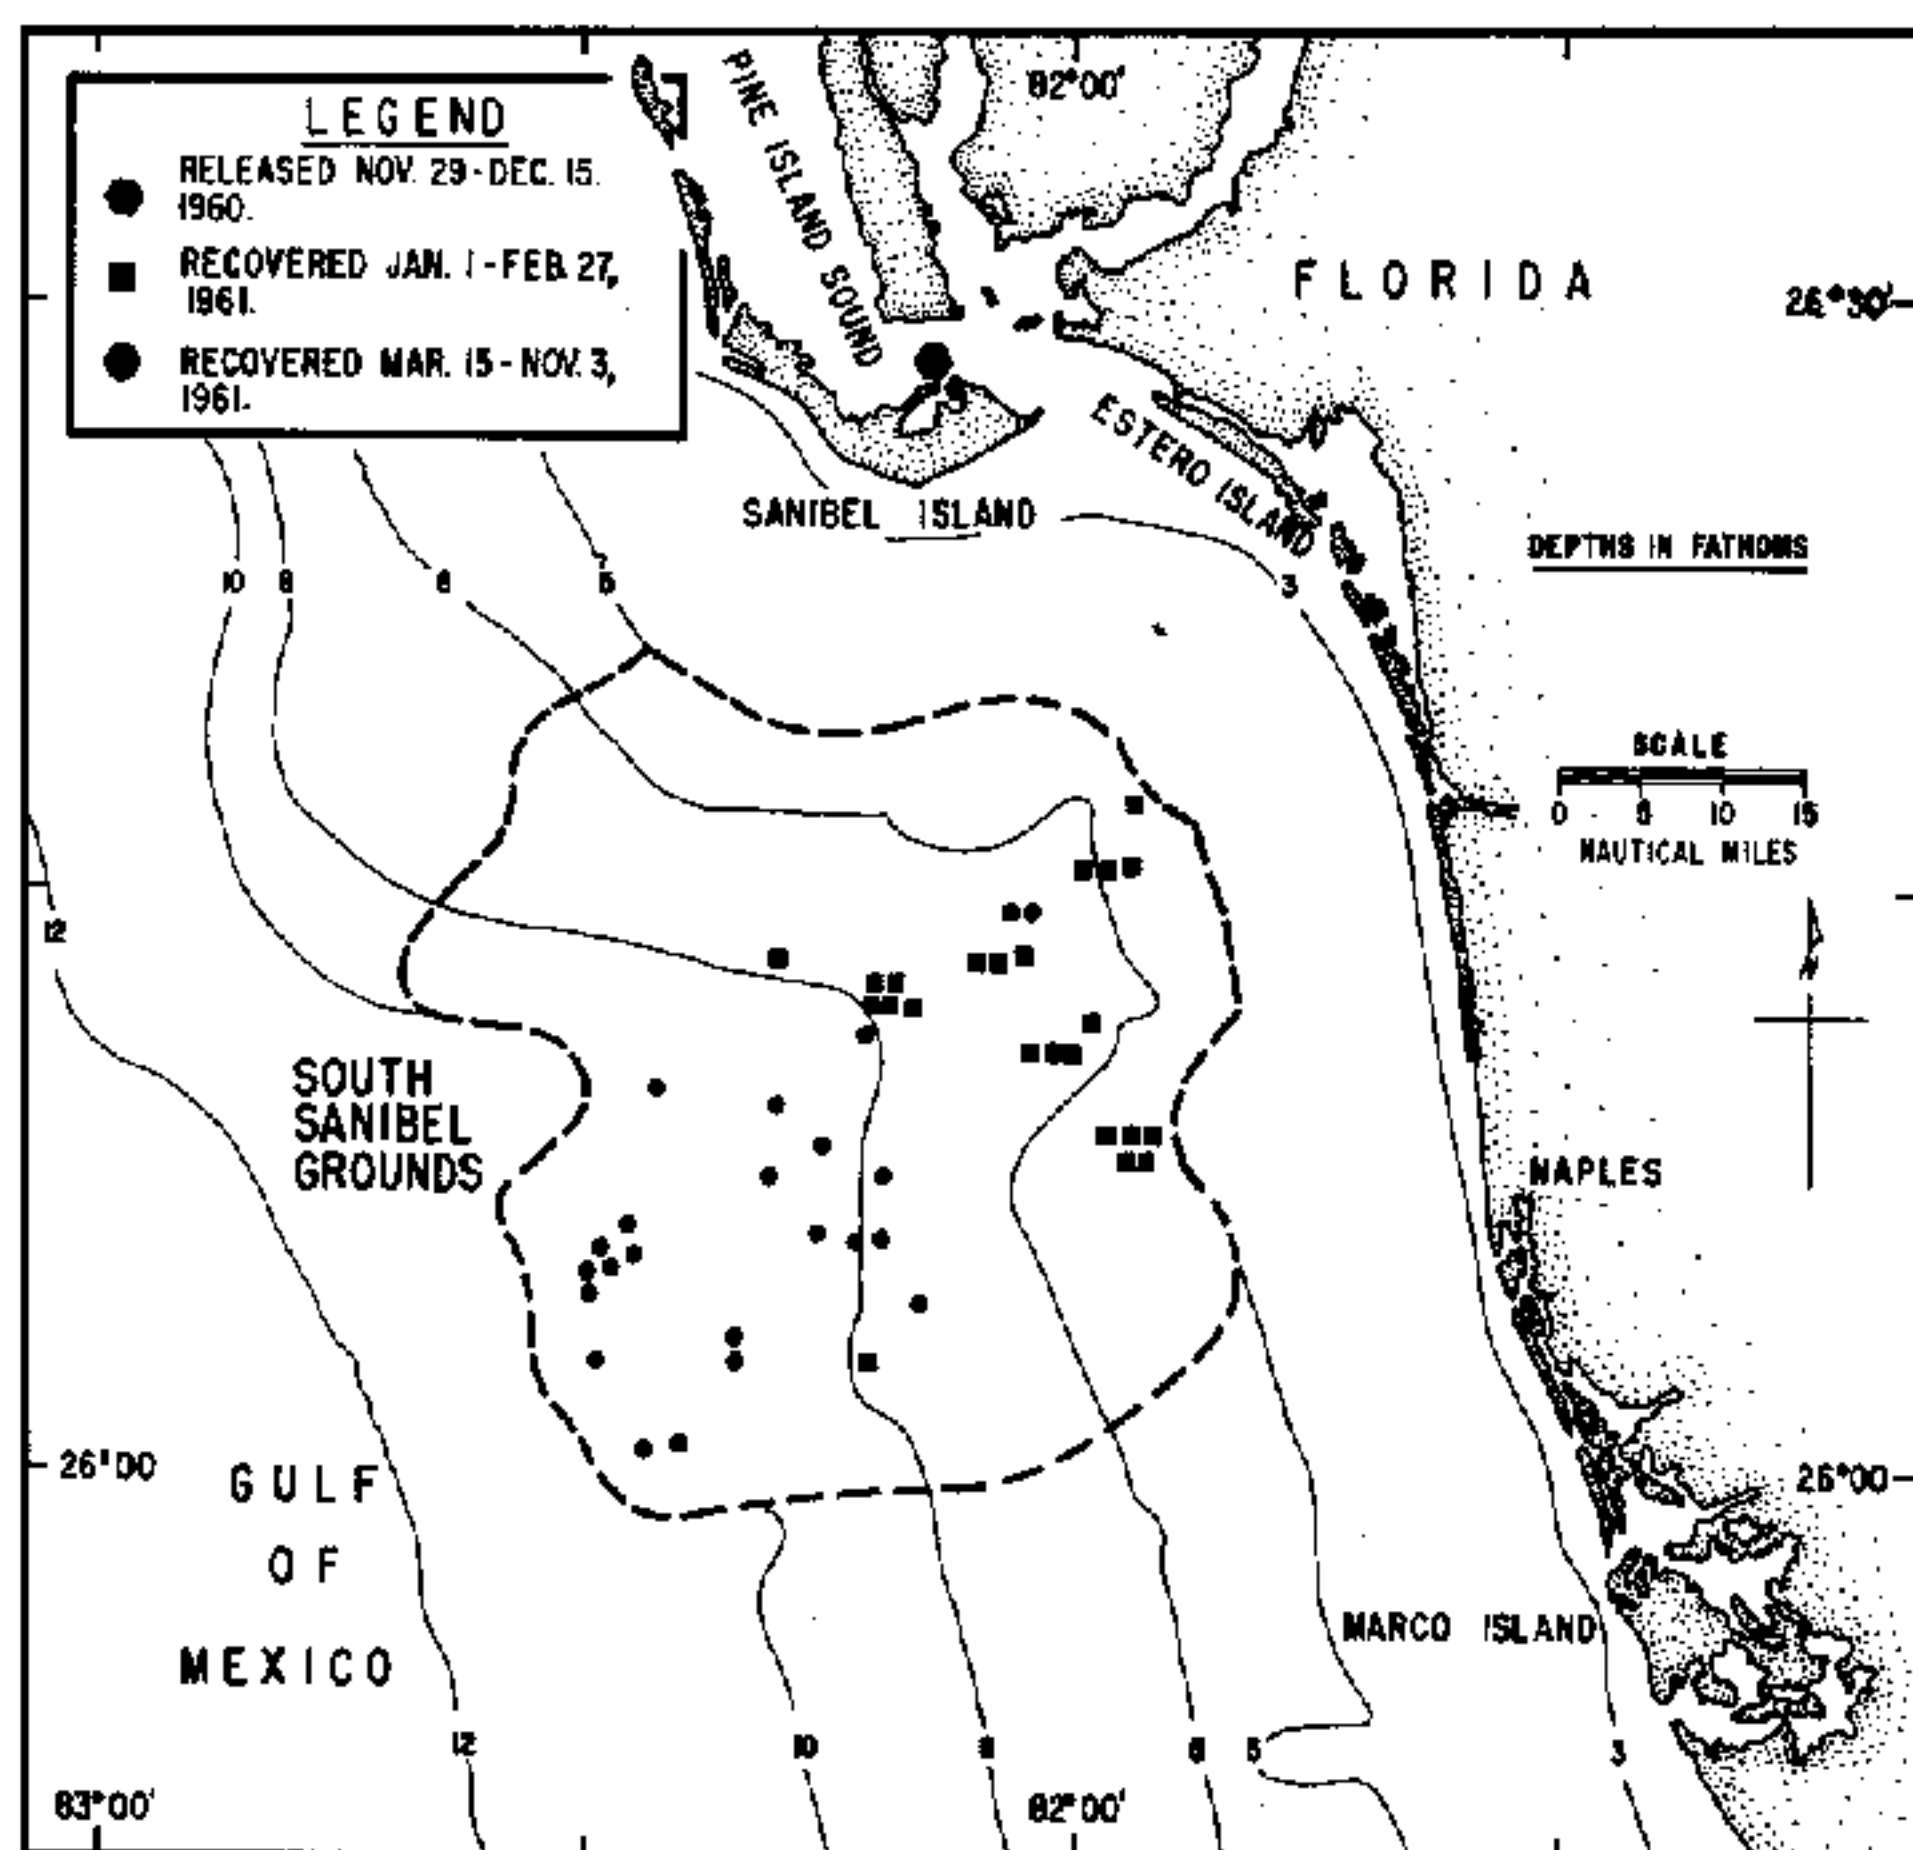 LEGEND
RELEASED NOV. 29-DEC. 15.
1960.
RECOVERED JAN. 1-FEB. 27,
1961.
RECOVERED MAR. 15-NOV. 3,
1961.
PINE ISLAND SOUND
82°00'
FLORIDA
26°30'
ESTERO ISLAND
SANIBEL ISLAND
DEPTHS IN FATHOMS
10
8
6
5
3
SCALE
0 5 10 15
NAUTICAL MILES
12
N
SOUTH
SANIBEL
GROUNDS
NAPLES
26°00
GULF
OF
MEXICO
26°00
MARCO ISLAND
12
10
8
6
5
3
83°00'
82°00'